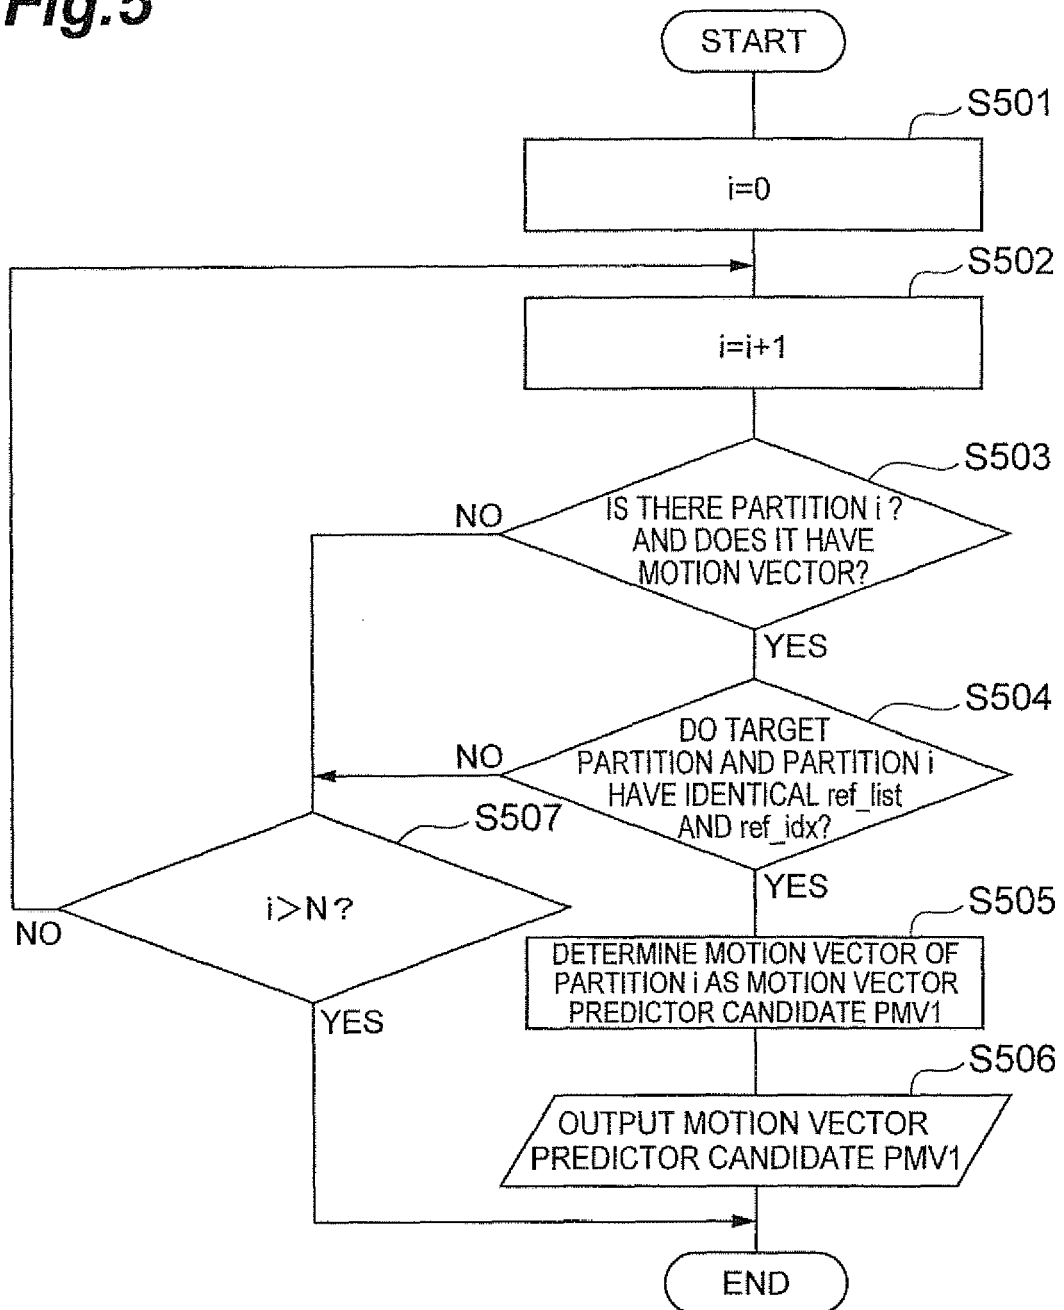 Fig.5
START
S501
i=0
S502
i=i+1
S503
IS THERE PARTITION i ?
AND DOES IT HAVE
MOTION VECTOR?
NO
YES
S504
DO TARGET
PARTITION AND PARTITION i
HAVE IDENTICAL ref_list
AND ref_idx?
NO
YES
S507
i>N?
NO
YES
S505
DETERMINE MOTION VECTOR OF
PARTITION i AS MOTION VECTOR
PREDICTOR CANDIDATE PMV1
S506
OUTPUT MOTION VECTOR
PREDICTOR CANDIDATE PMV1
END